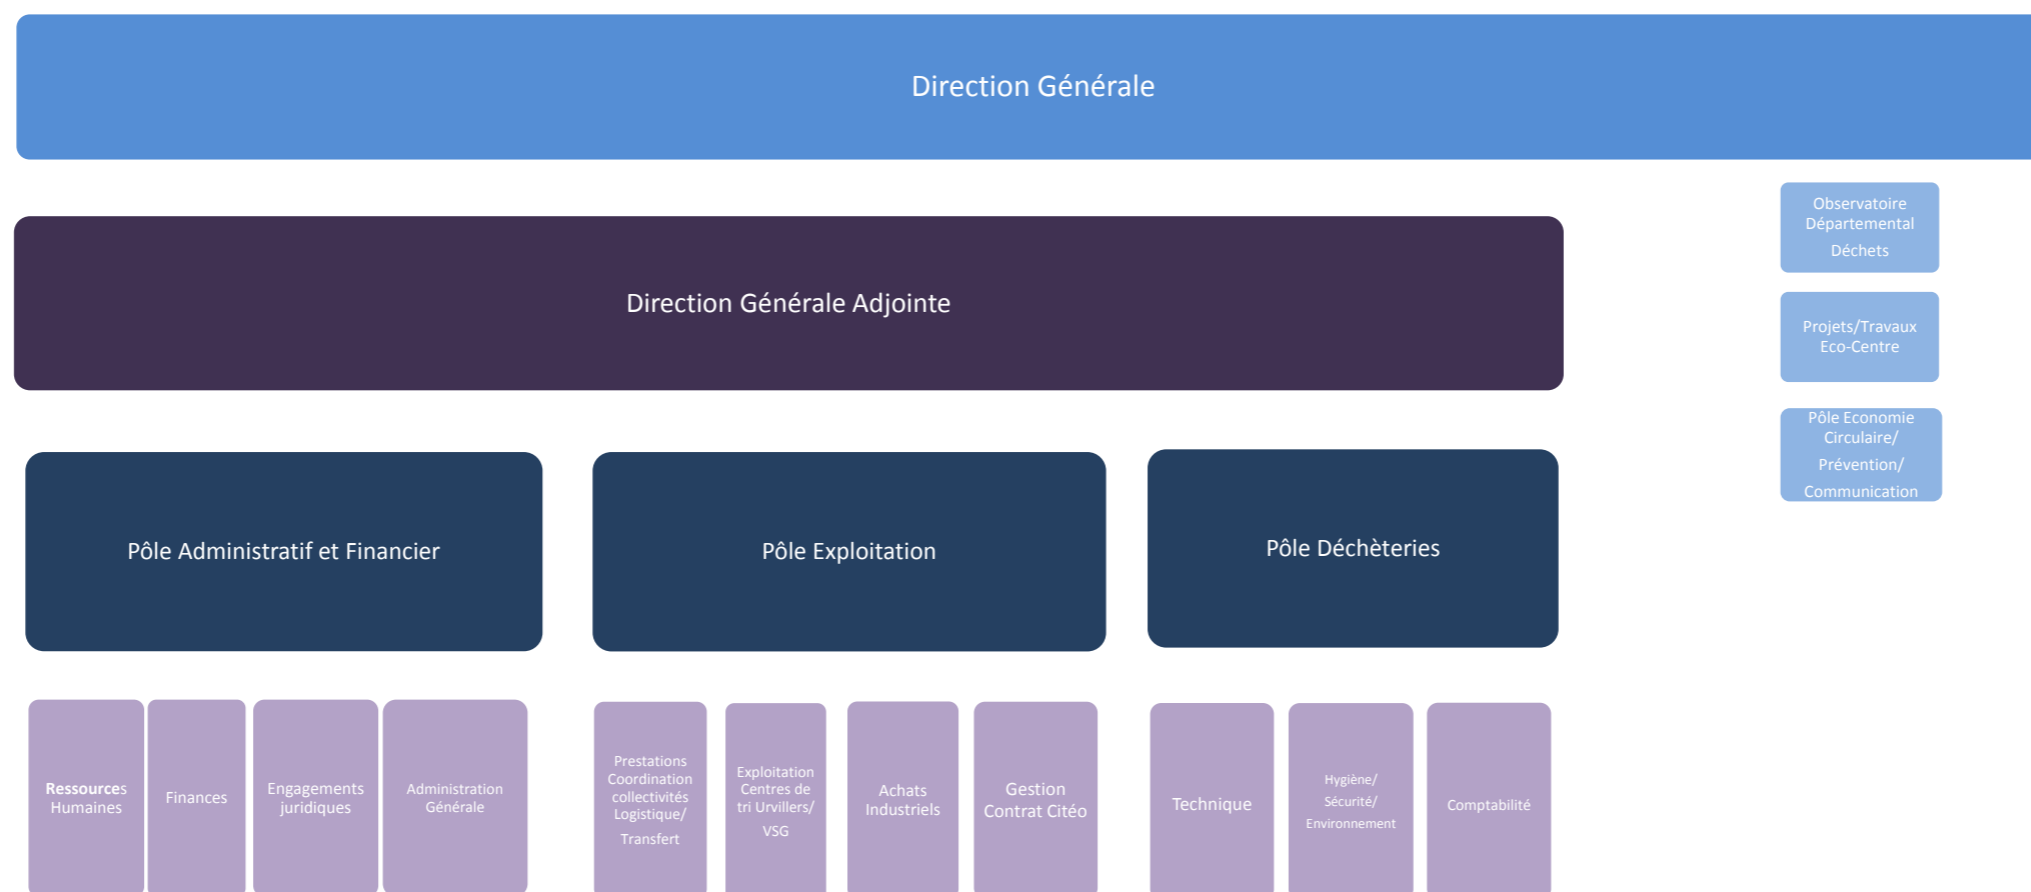 Direction Générale
Observatoire
Départemental
Déchets
Direction Générale Adjointe
Projets/Travaux
Eco-Centre
Pôle Economie
Circulaire/
Prévention/
Communication
Pôle Administratif et Financier
Pôle Exploitation
Pôle Déchèteries
Ressources
Humaines
Finances
Engagements
juridiques
Administration
Générale
Prestations
Coordination
collectivités
Logistique/
Transfert
Exploitation
Centres de
tri Urvillers/
VSG
Achats
Industriels
Gestion
Contrat Citéo
Technique
Hygiène/
Sécurité/
Environnement
Comptabilité